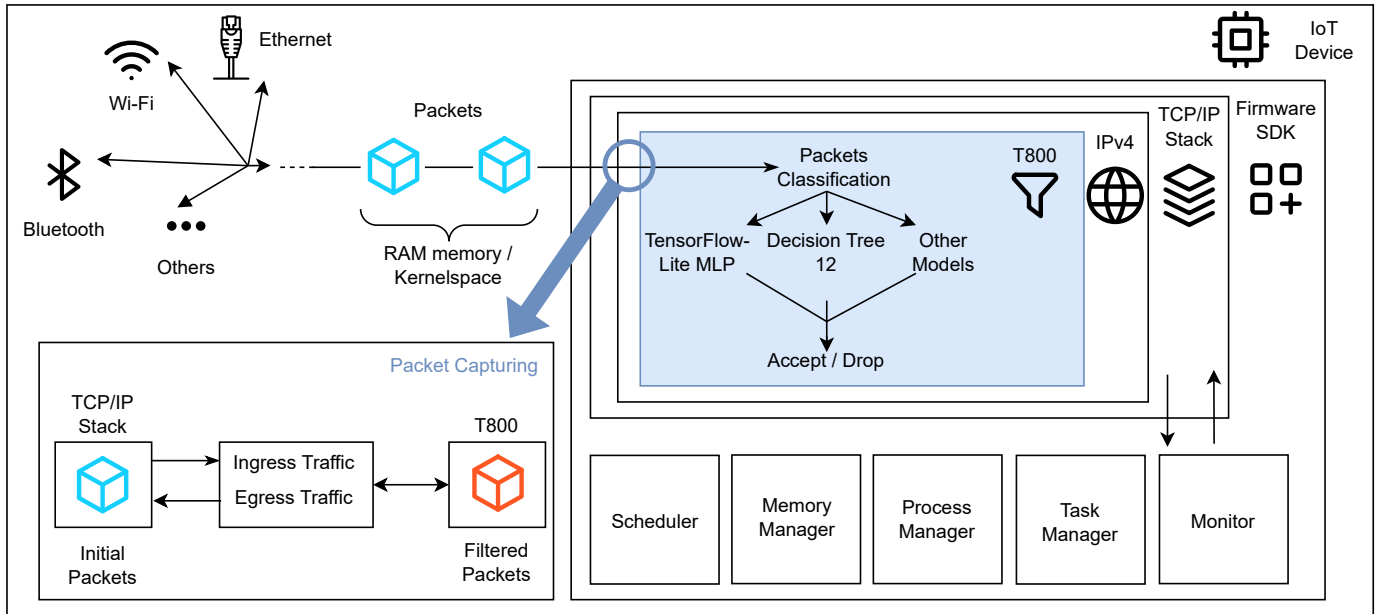 Ethernet
IoT
Device
Wi-Fi
Packets
TCP/IP
Stack
Firmware
SDK
IPv4
T800
Packets
Classification
Bluetooth
Others
RAM memory /
Kernelspace
TensorFlow-
Lite MLP
Decision Tree
12
Other
Models
Accept / Drop
Packet Capturing
TCP/IP
Stack
T800
Ingress Traffic
Egress Traffic
Initial
Packets
Filtered
Packets
Scheduler
Memory
Manager
Process
Manager
Task
Manager
Monitor